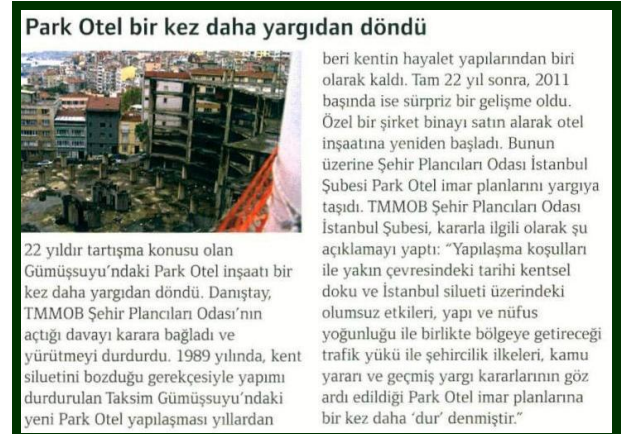 Park Otel bir kez daha yargıdan döndü
22 yıldır tartışma konusu olan
Gümüşsuyu'ndaki Park Otel inşaatı bir
kez daha yargıdan döndü. Danıştay,
TMMOB Şehir Plancıları Odası'nın
açtığı davayı karara bağladı ve
yürütmeyi durdurdu. 1989 yılında, kent
siluetini bozduğu gerekçesiyle yapımı
durdurulan Taksim Gümüşsuyu'ndaki
yeni Park Otel yapılaşması yıllardan
beri kentin hayalet yapılarından biri
olarak kaldı. Tam 22 yıl sonra, 2011
başında ise sürpriz bir gelişme oldu.
Özel bir şirket binayı satın alarak otel
inşaatına yeniden başladı. Bunun
üzerine Şehir Plancıları Odası İstanbul
Şubesi Park Otel imar planlarını yargıya
taşıdı. TMMOB Şehir Plancıları Odası
İstanbul Şubesi, kararla ilgili olarak şu
açıklamayı yaptı: "Yapılaşma koşulları
ile yakın çevresindeki tarihi kentsel
doku ve İstanbul silueti üzerindeki
olumsuz etkileri, yapı ve nüfus
yoğunluğu ile birlikte bölgeye getireceği
trafik yükü ile şehircilik ilkeleri, kamu
yararı ve geçmiş yargı kararlarının göz
ardı edildiği Park Otel imar planlarına
bir kez daha 'dur' denmiştir."